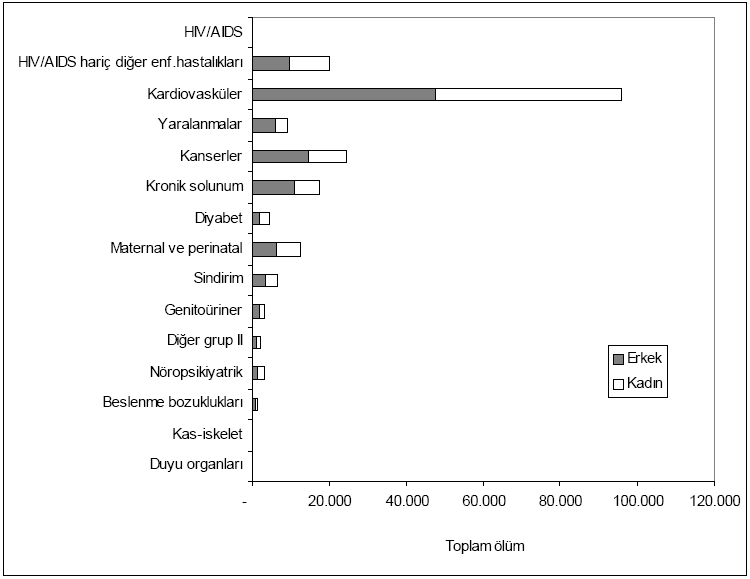 HIV/AIDS
HIV/AIDS hariç diğer enf.hastalıkları
Kardiovasküler
Yaralanmalar
Kanserler
Kronik solunum
Diyabet
Maternal ve perinatal
Sindirim
Genitoüriner
Diğer grup II
Nöropsikiyatrik
Beslenme bozuklukları
Kas-iskelet
Duyu organları
Erkek
Kadın
- 20.000 40.000 60.000 80.000 100.000 120.000
Toplam ölüm